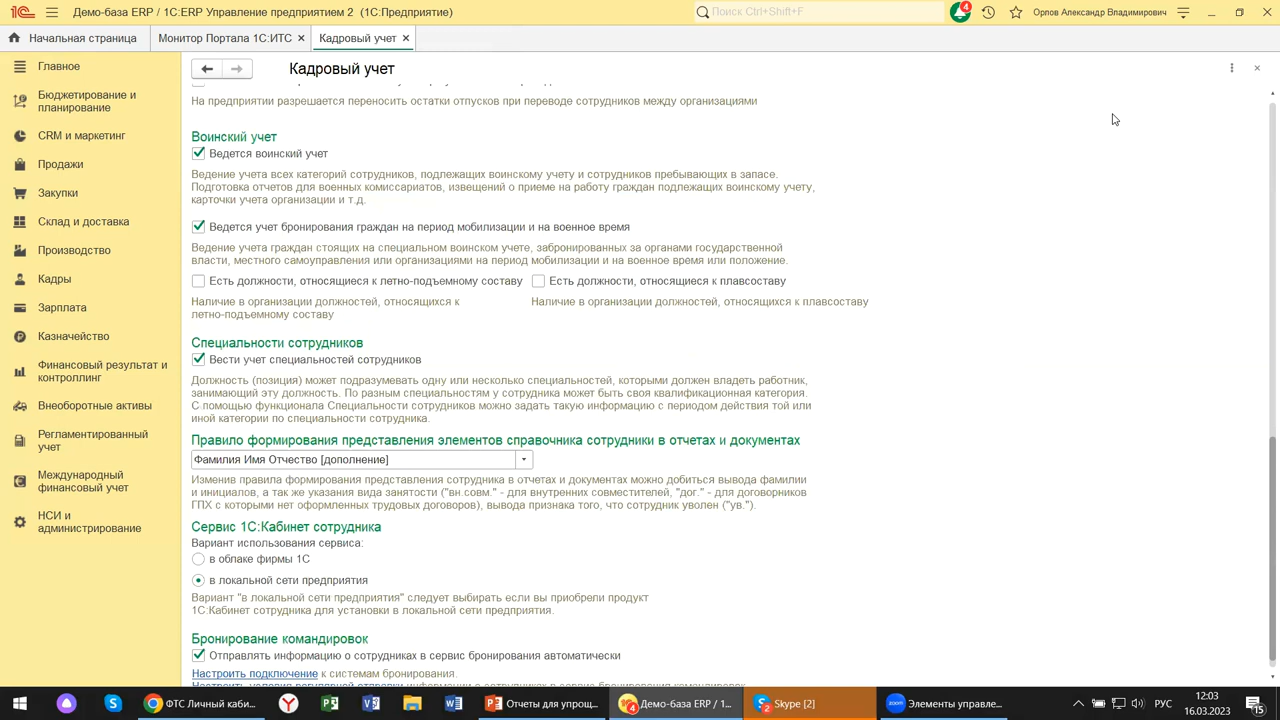 Демо-база ERP / 1С:ERP Управление предприятием 2 (1С:Предприятие)
Поиск Ctrl+Shift+F
4
Орлов Александр Владимирович
Начальная страница
Монитор Портала 1С:ИТС ×
Кадровый учет ×
Главное
Бюджетирование и
планирование
CRM и маркетинг
Продажи
Закупки
Склад и доставка
Производство
Кадры
Зарплата
Казначейство
Финансовый результат и
контроллинг
Внеоборотные активы
Регламентированный
учет
Международный
финансовый учет
НСИ и
администрирование
Кадровый учет
На предприятии разрешается переносить остатки отпусков при переводе сотрудников между организациями
Воинский учет
Ведется воинский учет
Ведение учета всех категорий сотрудников, подлежащих воинскому учету и сотрудников пребывающих в запасе.
Подготовка отчетов для военных комиссариатов, извещений о приеме на работу граждан подлежащих воинскому учету,
карточки учета организации и т.д.
Ведется учет бронирования граждан на период мобилизации и на военное время
Ведение учета граждан стоящих на специальном воинском учете, забронированных за органами государственной
власти, местного самоуправления или организациями на период мобилизации и на военное время или положение.
Есть должности, относящиеся к летно-подъемному составу
Есть должности, относящиеся к плавсоставу
Наличие в организации должностей, относящихся к
летно-подъемному составу
Наличие в организации должностей, относящихся к плавсоставу
Специальности сотрудников
Вести учет специальностей сотрудников
Должность (позиция) может подразумевать одну или несколько специальностей, которыми должен владеть работник,
занимающий эту должность. По разным специальностям у сотрудника может быть своя квалификационная категория.
С помощью функционала Специальности сотрудников можно задать такую информацию с периодом действия той или
иной категории по специальности сотрудника.
Правило формирования представления элементов справочника сотрудники в отчетах и документах
Фамилия Имя Отчество [дополнение]
Изменив правила формирования представления сотрудника в отчетах и документах можно добиться вывода фамилии
и инициалов, а так же указания вида занятости ("вн.совм." - для внутренних совместителей, "дог." - для договорников
ГПХ с которыми нет оформленных трудовых договоров), вывода признака того, что сотрудник уволен ("ув.").
Сервис 1С:Кабинет сотрудника
Вариант использования сервиса:
в облаке фирмы 1С
в локальной сети предприятия
Вариант "в локальной сети предприятия" следует выбирать если вы приобрели продукт
1С:Кабинет сотрудника для установки в локальной сети предприятия.
Бронирование командировок
Отправлять информацию о сотрудниках в сервис бронирования автоматически
Настроить подключение к системам бронирования.
Настроить условия регулярной отправки информации о сотрудниках в сервис бронирования командировок
ФТС Личный каби...
Отчеты для упрощ...
4
Демо-база ERP / 1...
2
Skype [2]
Элементы управле...
РУС
12:03
16.03.2023
15